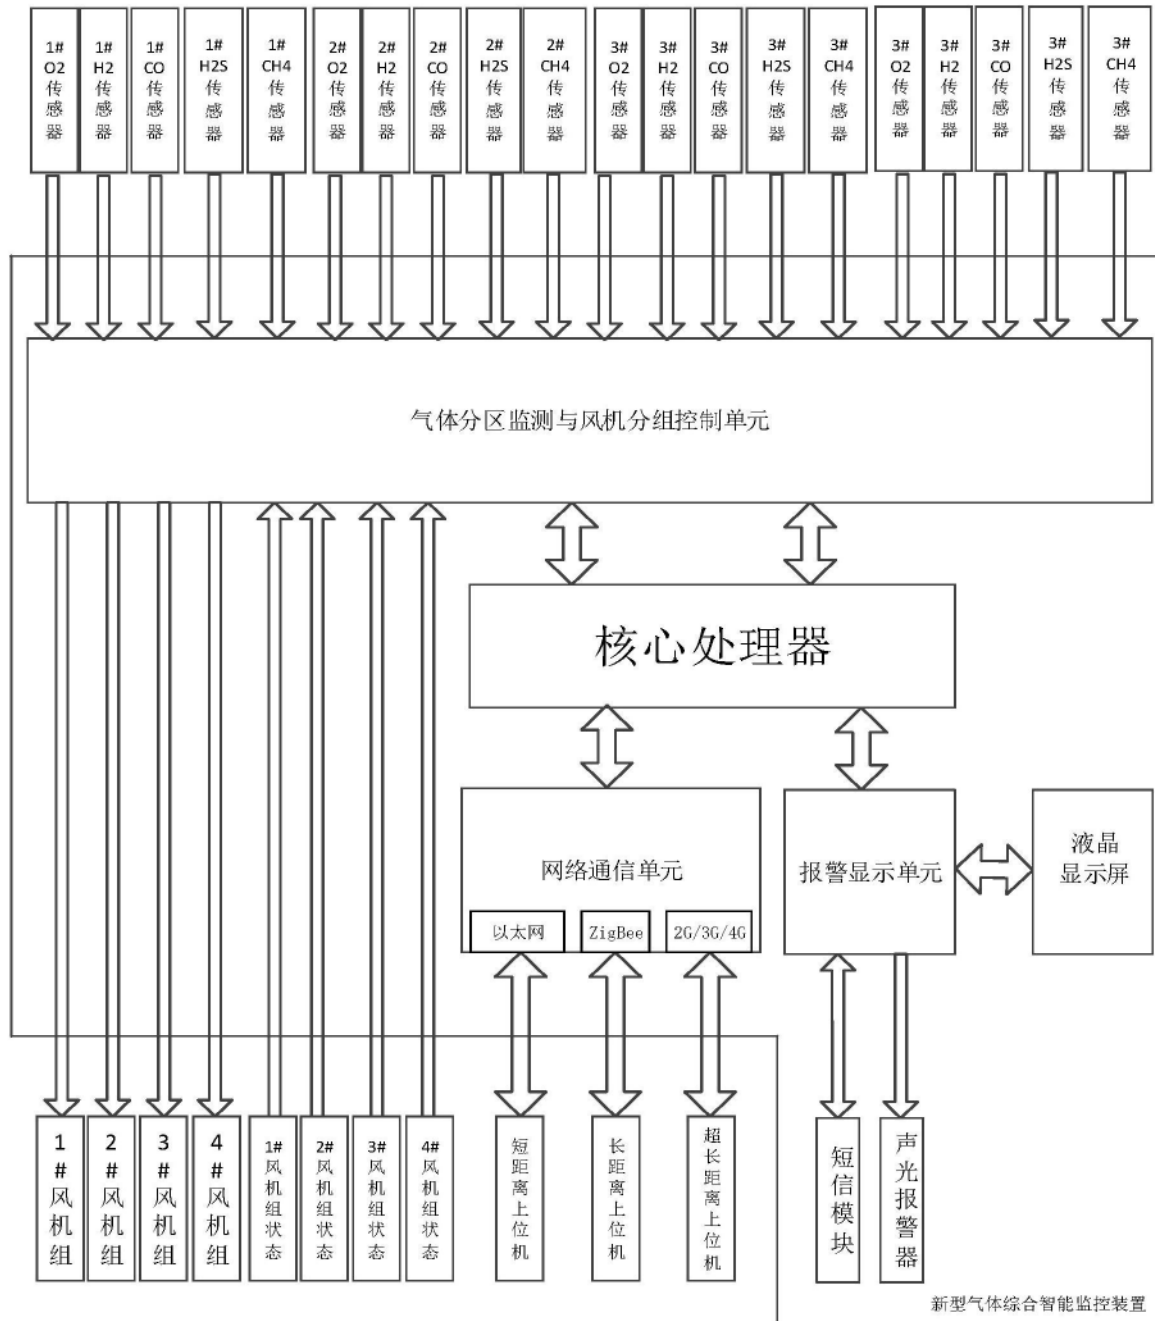 1# O2 传感器
1# H2 传感器
1# CO 传感器
1# H2S 传感器
1# CH4 传感器
2# O2 传感器
2# H2 传感器
2# CO 传感器
2# H2S 传感器
2# CH4 传感器
3# O2 传感器
3# H2 传感器
3# CO 传感器
3# H2S 传感器
3# CH4 传感器
3# O2 传感器
3# H2 传感器
3# CO 传感器
3# H2S 传感器
3# CH4 传感器
气体分区监测与风机分组控制单元
核心处理器
网络通信单元
以太网
ZigBee
2G/3G/4G
报警显示单元
液晶
显示屏
1#风机组
2#风机组
3#风机组
4#风机组
1#风机组状态
2#风机组状态
3#风机组状态
4#风机组状态
短距离上位机
长距离上位机
超长距离上位机
短信模块
声光报警器
新型气体综合智能监控装置